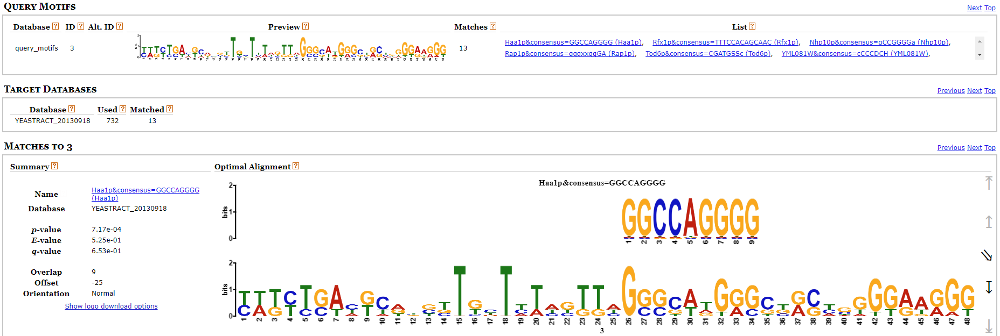 Query Motifs
Next Top
Database ? ID ? Alt. ID ? Preview ? Matches ? List ?
query_motifs 3 13
Haa1p&consensus=GGCCAGGGG (Haa1p), Rfx1p&consensus=TTTCCACAGCAAC (Rfx1p), Nhp10p&consensus=gCCGGGGa (Nhp10p),
Rap1p&consensus=gggxxggGA (Rap1p), Tod6p&consensus=CGATGSSc (Tod6p), YML081W&consensus=cCCCDCH (YML081W),
Target Databases
Previous Next Top
Database ? Used ? Matched ?
YEASTRACT_20130918 732 13
Matches to 3
Previous Next Top
Summary ?
Optimal Alignment ?
Name Haa1p&consensus=GGCCAGGGG
(Haa1p)
Database YEASTRACT_20130918
p-value 7.17e-04
E-value 5.25e-01
q-value 6.53e-01
Overlap 9
Offset -25
Orientation Normal
Show logo download options
Haa1p&consensus=GGCCAGGGG
2
bits
1
0
GGCCAGGGG
1 2 3 4 5 6 7 8 9
2
bits
1
0
1 2 3 4 5 6 7 8 9 10 11 12 13 14 15 16 17 18 19 20 21 22 23 24 25 26 27 28 29 30 31 32 33 34 35 36 37 38 39 40 41 42 43 44 45 46 47 48
3